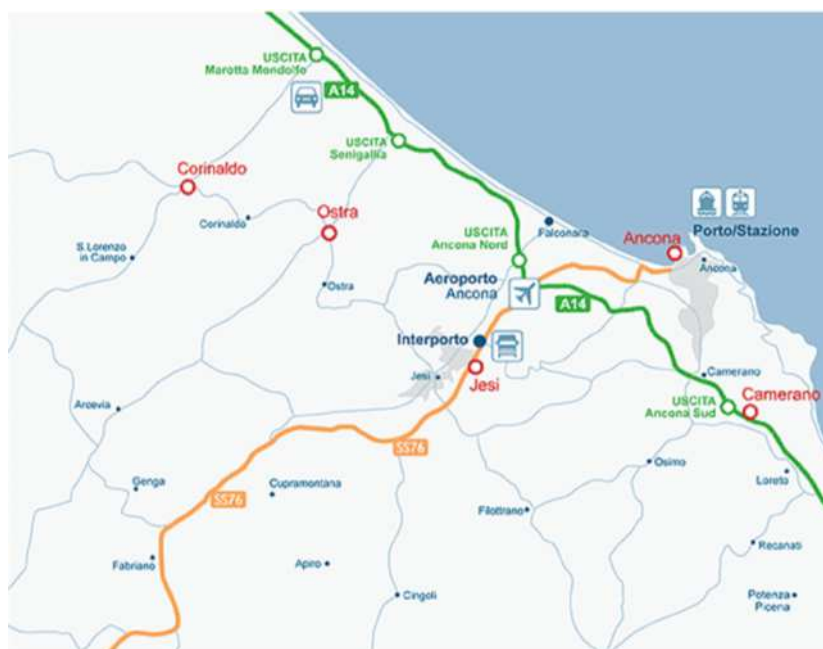 USCITA
Marotta Mondolfo
A14
USCITA
Senigallia
Corinaldo
Corinaldo
Ostra
S.Lorenzo
in Campo
USCITA
Ancona Nord
Falconara
Ancona
Porto/Stazione
Ancona
Aeroporto
Ancona
Ostra
A14
Interporto
Jesi
Jesi
Camerano
USCITA
Ancona Sud
Camerano
Arcevia
SS76
Osimo
Loreto
Genga
SS76
Cupramontana
Filottrano
Fabriano
Apiro
Recanati
Cingoli
Potenza
Picena